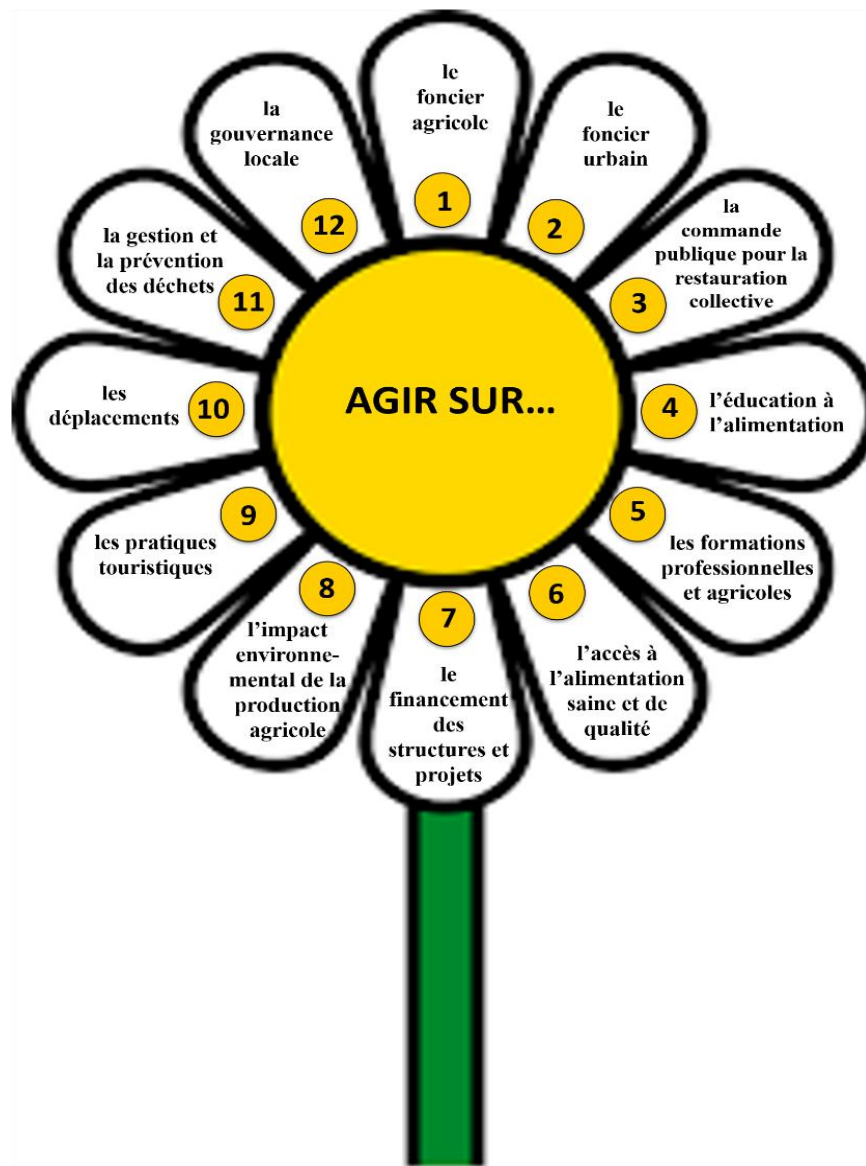 AGIR SUR...
le
foncier
agricole
1
le
foncier
urbain
2
la
commande
publique pour la
restauration
collective
3
4
l'éducation à
l'alimentation
5
les formations
professionnelles
et agricoles
6
l'accès à
l'alimentation
saine et de
qualité
7
le
financement
des
structures et
projets
8
l'impact
environne-
mental de la
production
agricole
9
les pratiques
touristiques
10
les
déplacements
11
la gestion et
la prévention
des déchets
12
la
gouvernance
locale